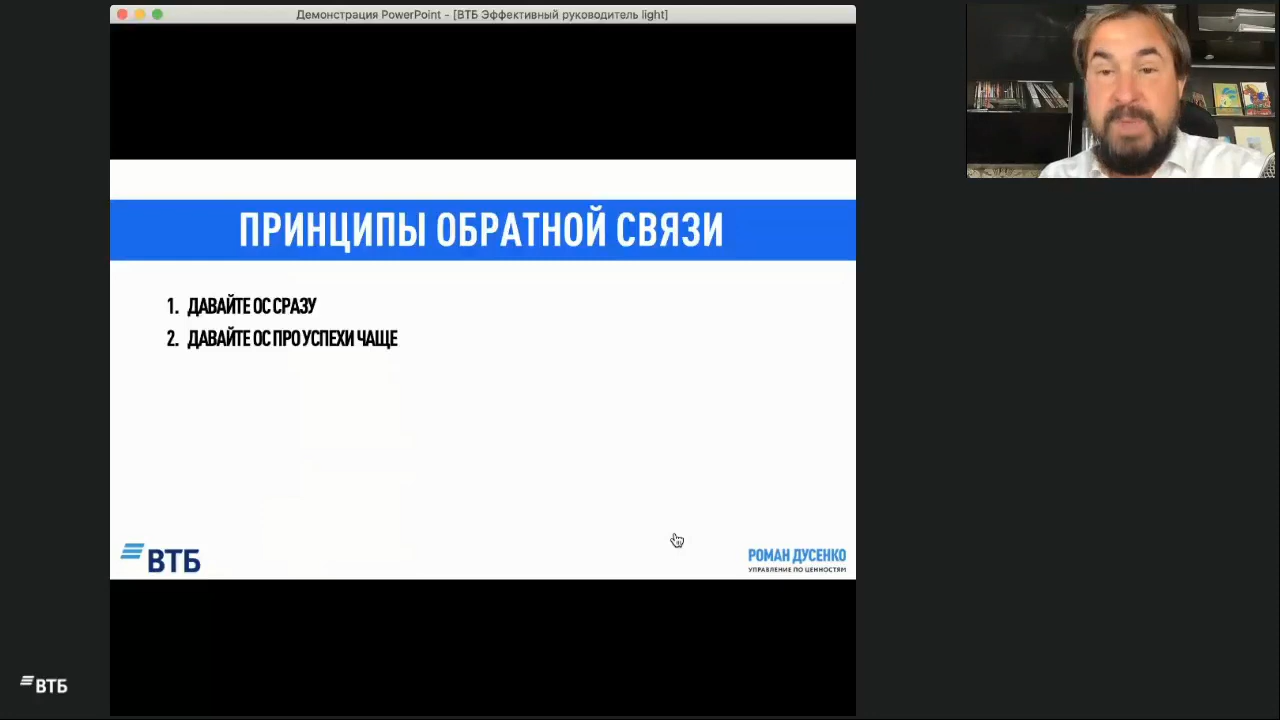 Демонстрация PowerPoint - [ВТБ Эффективный руководитель light]
ПРИНЦИПЫ ОБРАТНОЙ СВЯЗИ
1. ДАВАЙТЕ ОС СРАЗУ
2. ДАВАЙТЕ ОС ПРО УСПЕХИ ЧАЩЕ
ВТБ
РОМАН ДУСЕНКО
УПРАВЛЕНИЕ ПО ЦЕННОСТЯМ
ВТБ